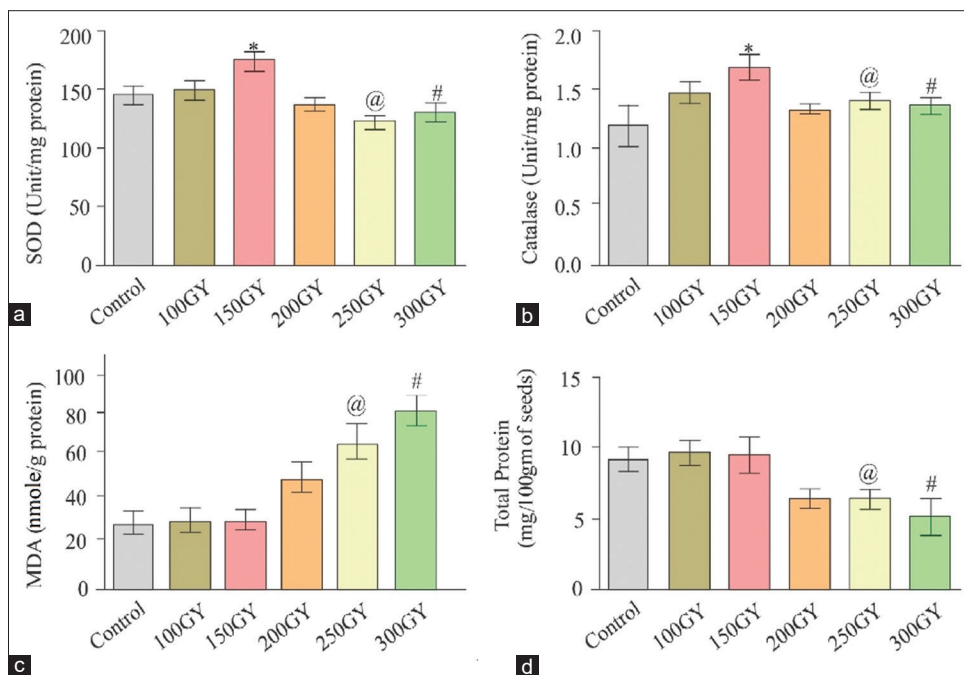 200
150
100
50
0
SOD (Unit/mg protein)
*
@
#
Control
100GY
150GY
200GY
250GY
300GY
a
2.0
1.5
1.0
0.5
0.0
Catalase (Unit/mg protein)
*
@
#
Control
100GY
150GY
200GY
250GY
300GY
b
100
80
60
40
20
0
MDA (nmole/g protein)
@
#
Control
100GY
150GY
200GY
250GY
300GY
c
15
10
5
0
Total Protein
(mg/100gm of seeds)
@
#
Control
100GY
150GY
200GY
250GY
300GY
d